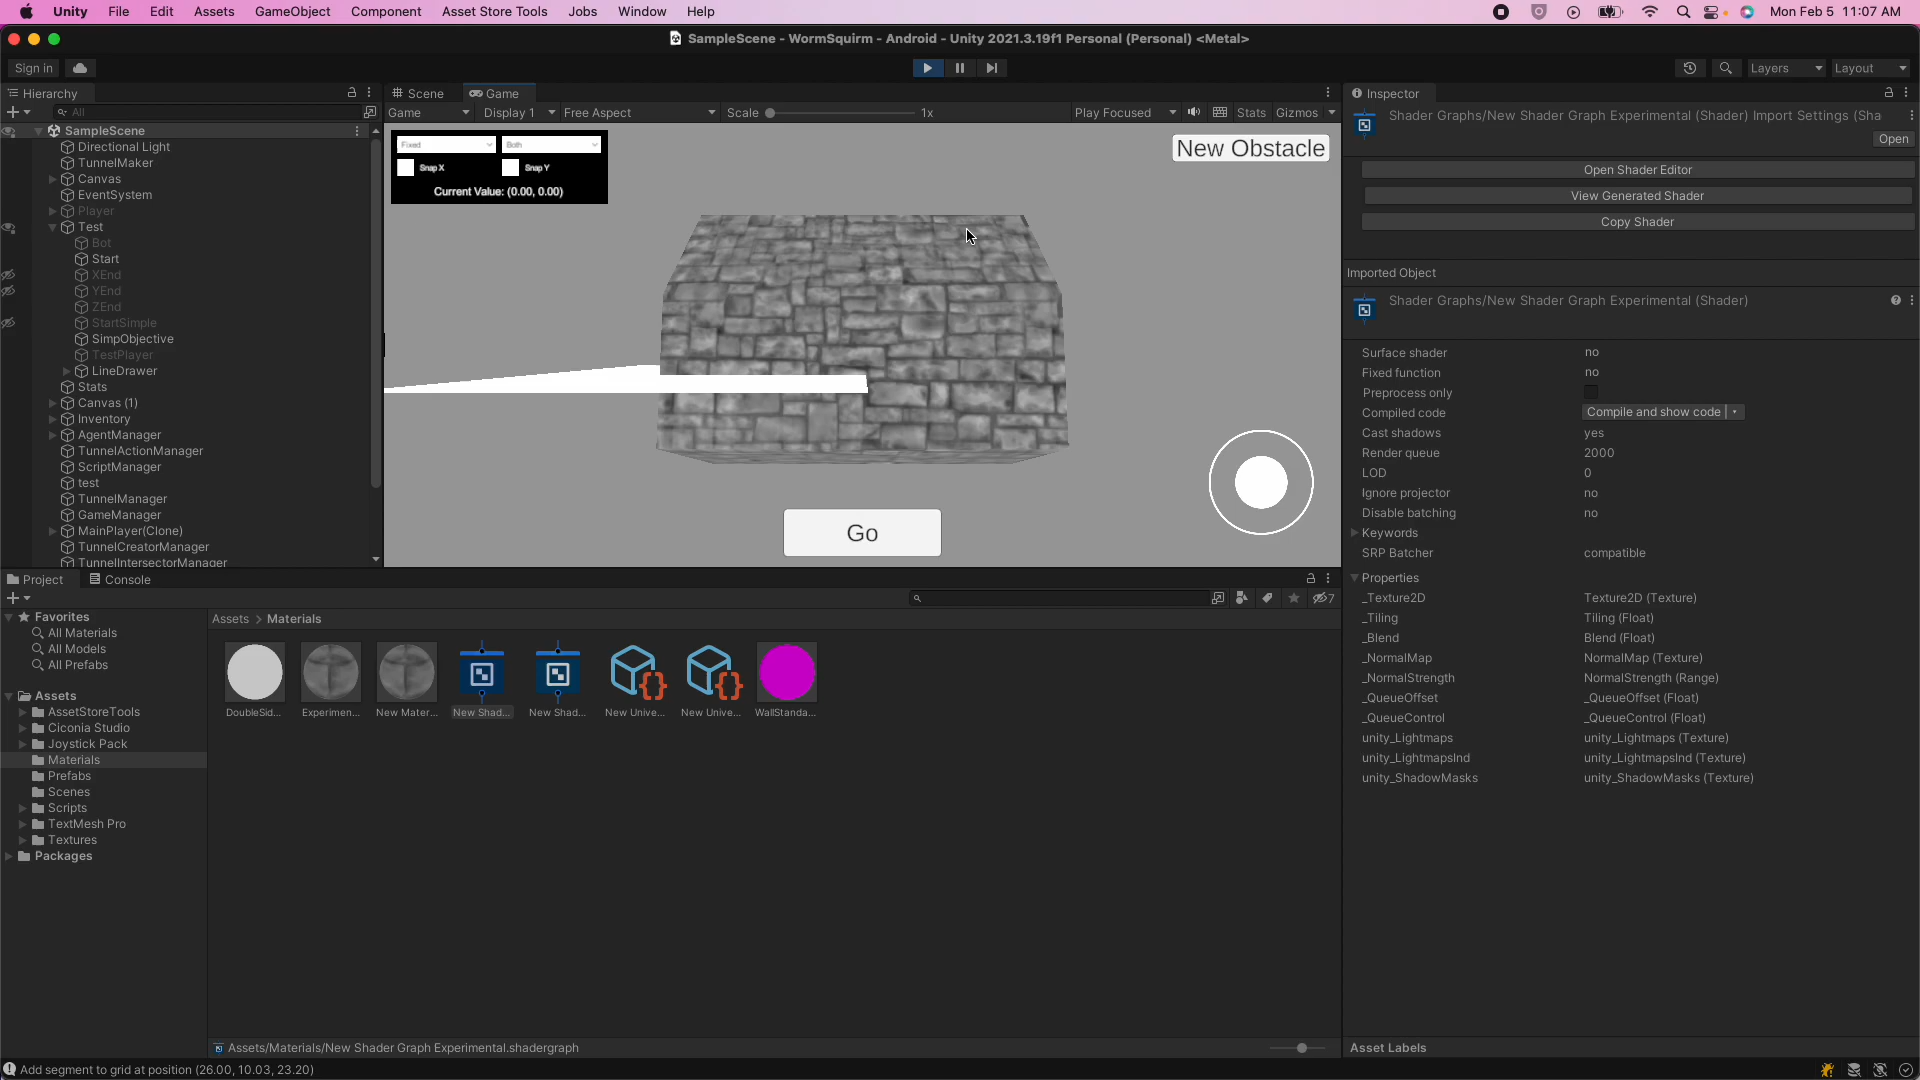 Unity File Edit Assets GameObject Component Asset Store Tools Jobs Window Help Mon Feb 5 11:07 AM
SampleScene - WormSquirm - Android - Unity 2021.3.19f1 Personal (Personal) <Metal>
Sign in Layers Layout
Hierarchy
All
SampleScene
Directional Light
TunnelMaker
Canvas
EventSystem
Player
Test
Bot
Start
XEnd
YEnd
ZEnd
StartSimple
SimpObjective
TestPlayer
LineDrawer
Stats
Canvas (1)
Inventory
AgentManager
TunnelActionManager
ScriptManager
test
TunnelManager
GameManager
MainPlayer(Clone)
TunnelCreatorManager
TunnelIntersectorManager
Scene Game
Game Display 1 Free Aspect Scale 1x Play Focused Stats Gizmos
Fixed Both
Snap X Snap Y
Current Value: (0.00, 0.00)
New Obstacle
Go
Project Console
7
Favorites
All Materials
All Models
All Prefabs
Assets
AssetStoreTools
Ciconia Studio
Joystick Pack
Materials
Prefabs
Scenes
Scripts
TextMesh Pro
Textures
Packages
Assets > Materials
DoubleSid... Experimen... New Mater... New Shad... New Shad... New Unive... New Unive... WallStanda...
Assets/Materials/New Shader Graph Experimental.shadergraph
Add segment to grid at position (26.00, 10.03, 23.20)
Inspector
Shader Graphs/New Shader Graph Experimental (Shader) Import Settings (Sha
Open
Open Shader Editor
View Generated Shader
Copy Shader
Imported Object
Shader Graphs/New Shader Graph Experimental (Shader)
Surface shader no
Fixed function no
Preprocess only
Compiled code Compile and show code
Cast shadows yes
Render queue 2000
LOD 0
Ignore projector no
Disable batching no
Keywords
SRP Batcher compatible
Properties
_Texture2D Texture2D (Texture)
_Tiling Tiling (Float)
_Blend Blend (Float)
_NormalMap NormalMap (Texture)
_NormalStrength NormalStrength (Range)
_QueueOffset _QueueOffset (Float)
_QueueControl _QueueControl (Float)
unity_Lightmaps unity_Lightmaps (Texture)
unity_LightmapsInd unity_LightmapsInd (Texture)
unity_ShadowMasks unity_ShadowMasks (Texture)
Asset Labels